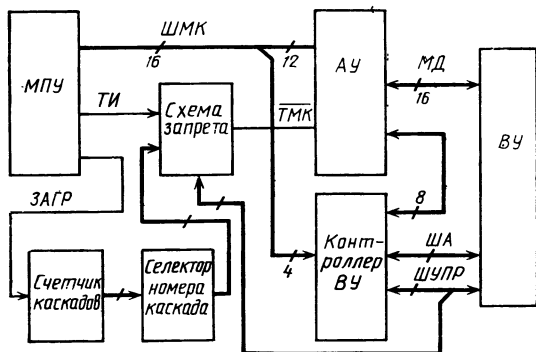 ШМК
16
12
МПУ
ТИ
Схема
запрета
ТМК
АУ
МД
16
ВУ
ЗАГР
8
Счетчик
каскадов
Селектор
номера
каскада
4
Конт-
роллер
ВУ
ША
ШУПР